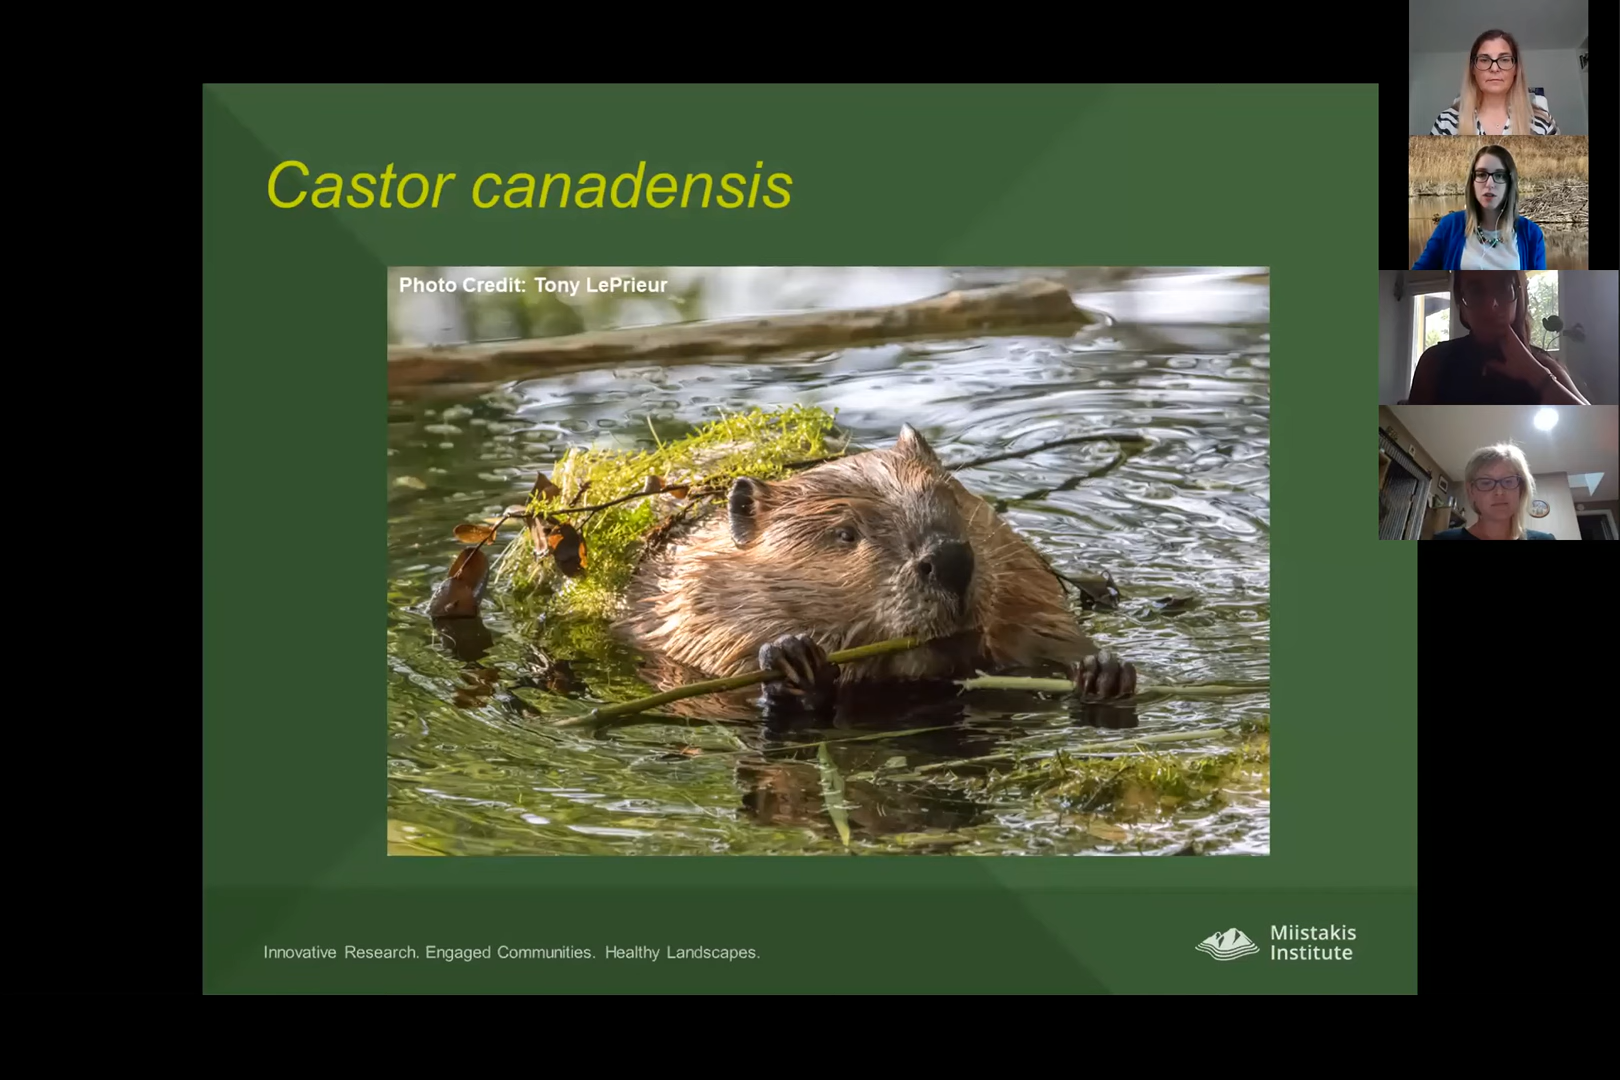 Castor canadensis
Photo Credit: Tony LePrieur
Innovative Research. Engaged Communities. Healthy Landscapes.
Miistakis
Institute